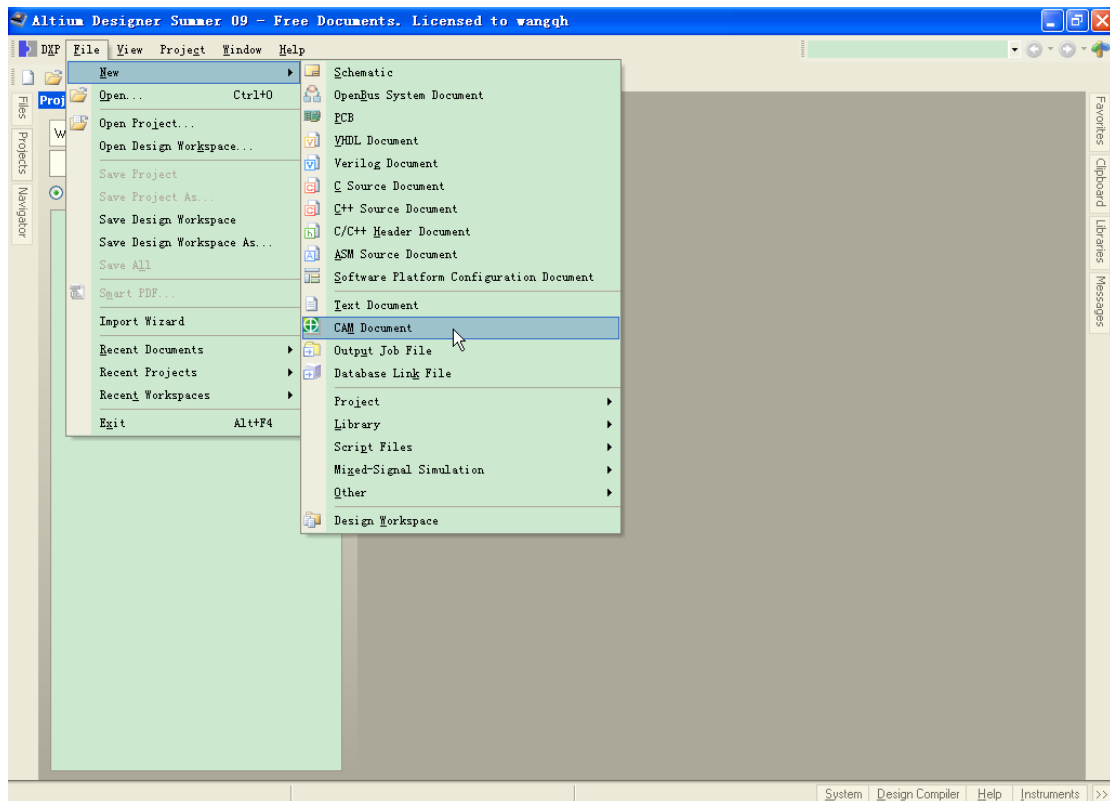 Altium Designer Summer 09 - Free Documents. Licensed to wangqh
DXP File View Project Window Help
Files
Projects
Navigator
Proj
W
New
Open... Ctrl+O
Open Project...
Open Design Workspace...
Save Project
Save Project As...
Save Design Workspace
Save Design Workspace As...
Save All
Smart PDF...
Import Wizard
Recent Documents
Recent Projects
Recent Workspaces
Exit Alt+F4
Schematic
OpenBus System Document
PCB
VHDL Document
Verilog Document
C Source Document
C++ Source Document
C/C++ Header Document
ASM Source Document
Software Platform Configuration Document
Text Document
CAM Document
Output Job File
Database Link File
Project
Library
Script Files
Mixed-Signal Simulation
Other
Design Workspace
Favorites
Clipboard
Libraries
Messages
System Design Compiler Help Instruments >>